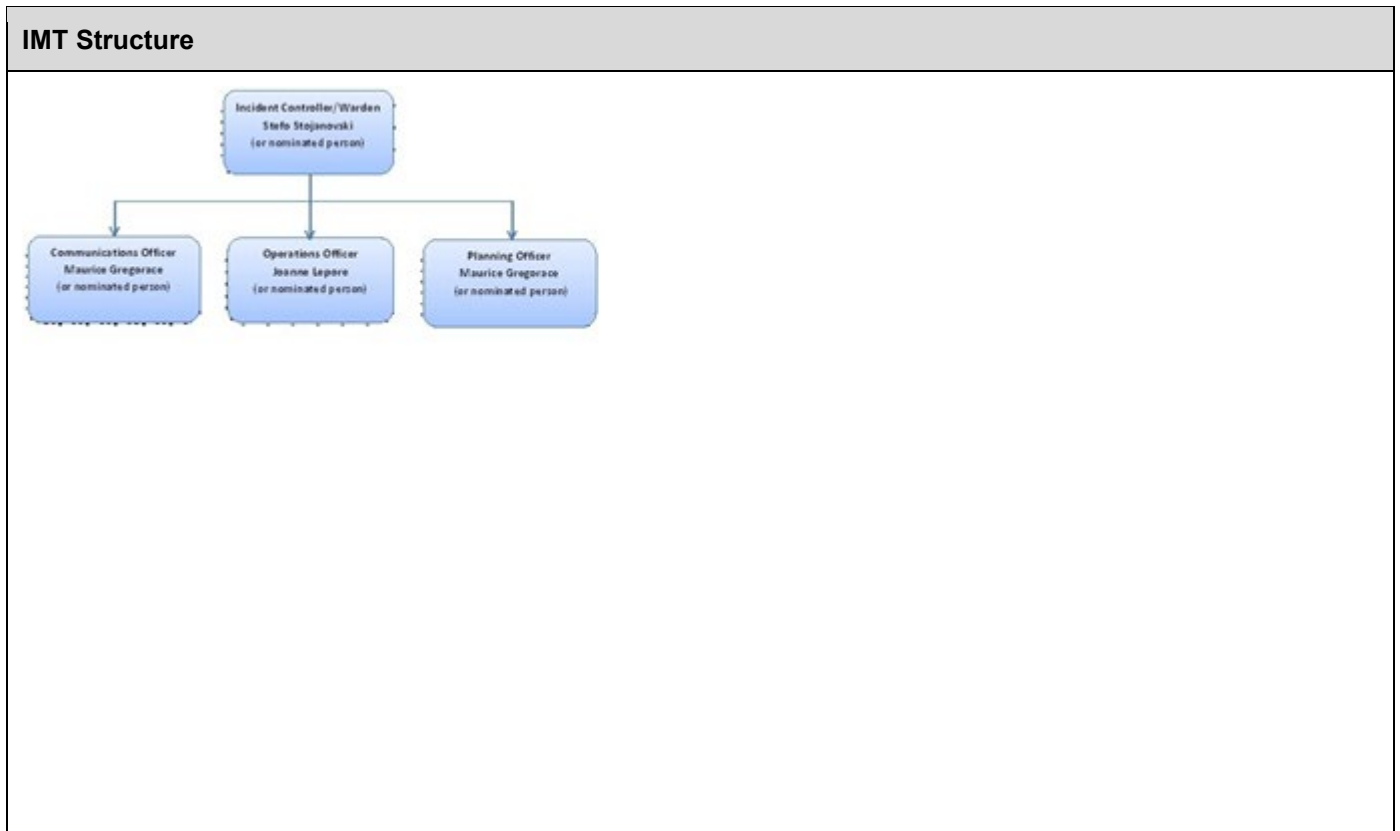 IMT Structure
Incident Controller/Warden
Stefo Stojanovski
(or nominated person)
Communications Officer
Maurice Gregorace
(or nominated person)
Operations Officer
Joanne Lepore
(or nominated person)
Planning Officer
Maurice Gregorace
(or nominated person)